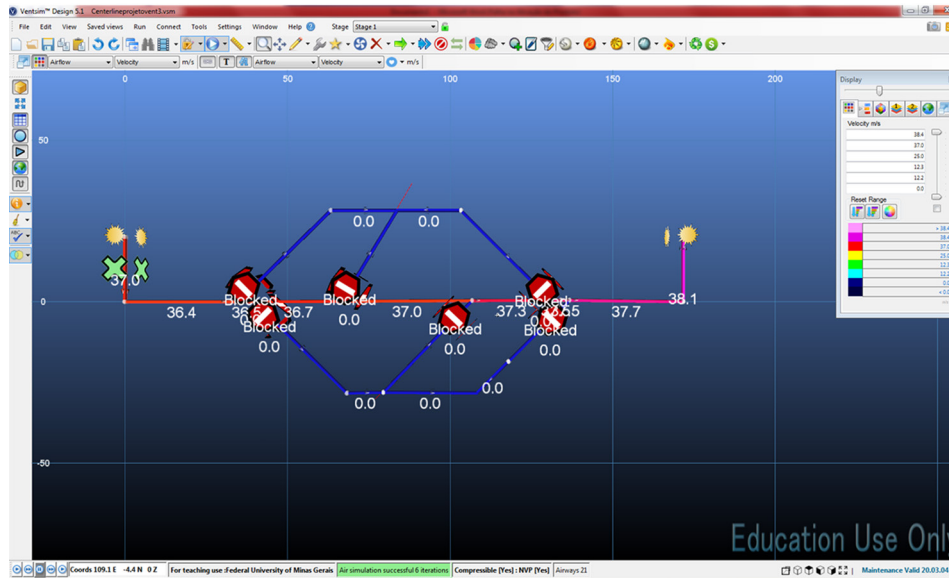 Ventsim™ Design 5.1 Centerlineprojetovent3.vsm
File Edit View Saved views Run Connect Tools Settings Window Help Stage Stage 1
Airflow Velocity m/s T Airflow Velocity m/s
0 50 100 150 200
50
0
-50
Display
Velocity m/s
38.4
37.0
25.0
12.3
12.2
0.0
Reset Range
0.0 0.0
37.0
Blocked
Blocked
Blocked
Blocked
Blocked
Blocked
36.4 36.7 37.0 37.3 37.7 38.1
0.0
0.0
0.0
0.0
0.0
0.0 0.0
Education Use Onl
Coords 109.1 E -4.4 N 0 Z For teaching use :Federal University of Minas Gerais Air simulation successful 6 iterations Compressible [Yes] : NVP [Yes] Airways 21 Maintenance Valid 20.03.04